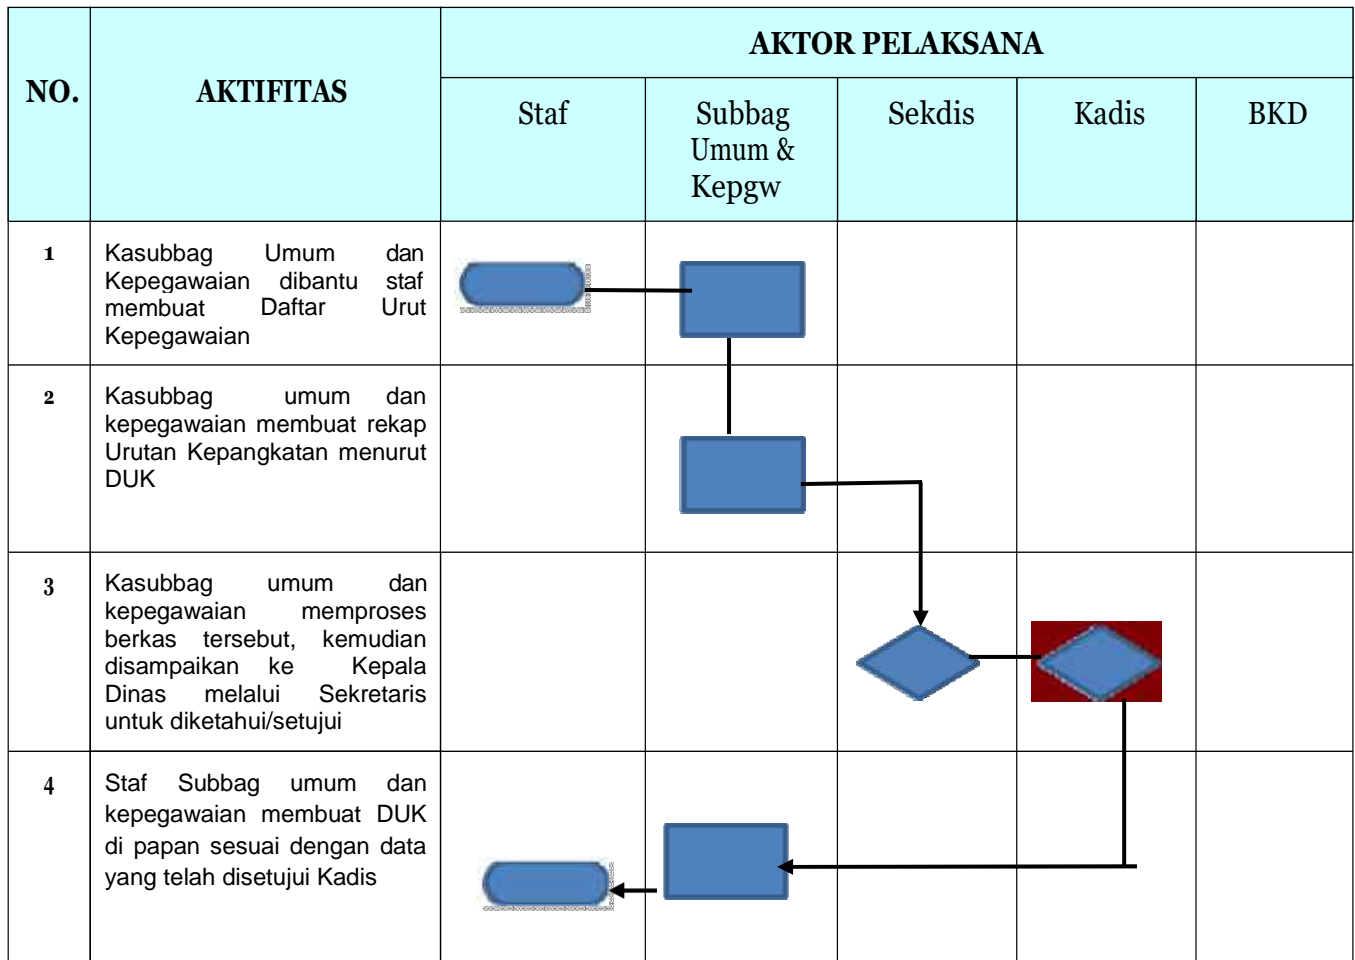 NO.
AKTIFITAS
AKTOR PELAKSANA
Staf
Subbag
Umum &
Kepgw
Sekdis
Kadis
BKD
1
Kasubbag Umum dan
Kepegawaian dibantu staf
membuat Daftar Urut
Kepegawaian
2
Kasubbag umum dan
kepegawaian membuat rekap
Urutan Kepangkatan menurut
DUK
3
Kasubbag umum dan
kepegawaian memproses
berkas tersebut, kemudian
disampaikan ke Kepala
Dinas melalui Sekretaris
untuk diketahui/setujui
4
Staf Subbag umum dan
kepegawaian membuat DUK
di papan sesuai dengan data
yang telah disetujui Kadis